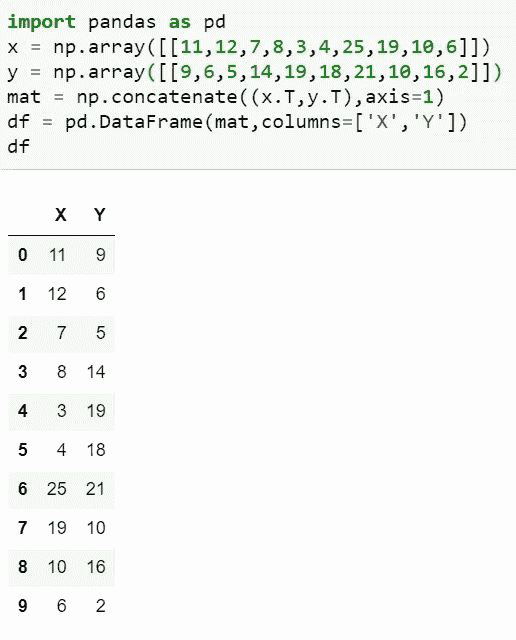 import pandas as pd
x = np.array([[11,12,7,8,3,4,25,19,10,6]])
y = np.array([[9,6,5,14,19,18,21,10,16,2]])
mat = np.concatenate((x.T,y.T),axis=1)
df = pd.DataFrame(mat,columns=['X','Y'])
df
X Y
0 11 9
1 12 6
2 7 5
3 8 14
4 3 19
5 4 18
6 25 21
7 19 10
8 10 16
9 6 2